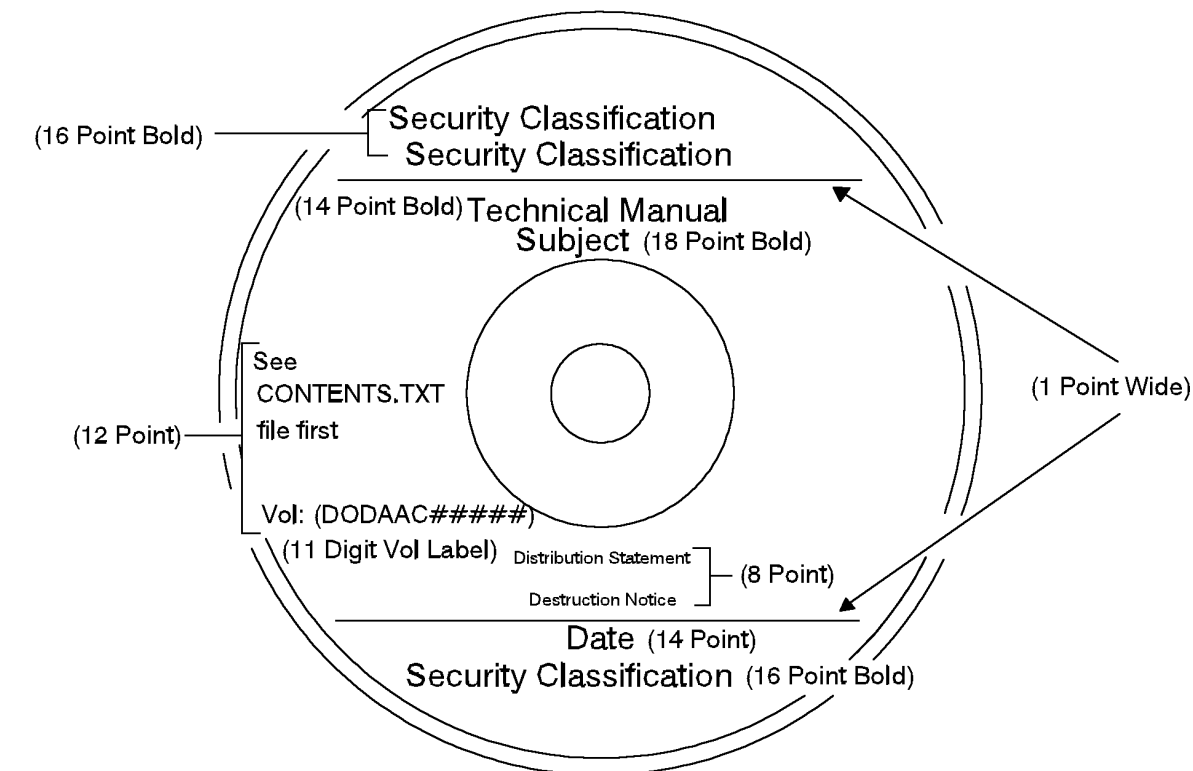 Security Classification
(16 Point Bold)
Security Classification
(14 Point Bold) Technical Manual
Subject (18 Point Bold)
See
CONTENTS.TXT
(1 Point Wide)
file first
(12 Point)
Vol: (DODAAC#####)
(11 Digit Vol Label) Distribution Statement
(8 Point)
Destruction Notice
Date (14 Point)
Security Classification (16 Point Bold)